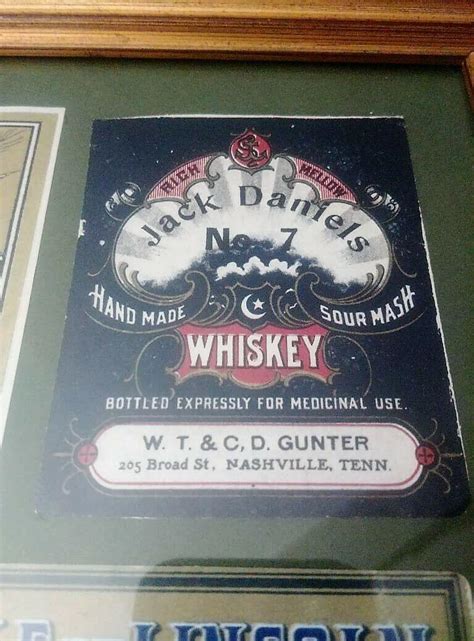 RICH MELLOW
Jack Daniels
No. 7
HAND MADE SOUR MASH
WHISKEY
BOTTLED EXPRESSLY FOR MEDICINAL USE.
W. T. & C, D. GUNTER
205 Broad St, NASHVILLE, TENN.
LINCOLN